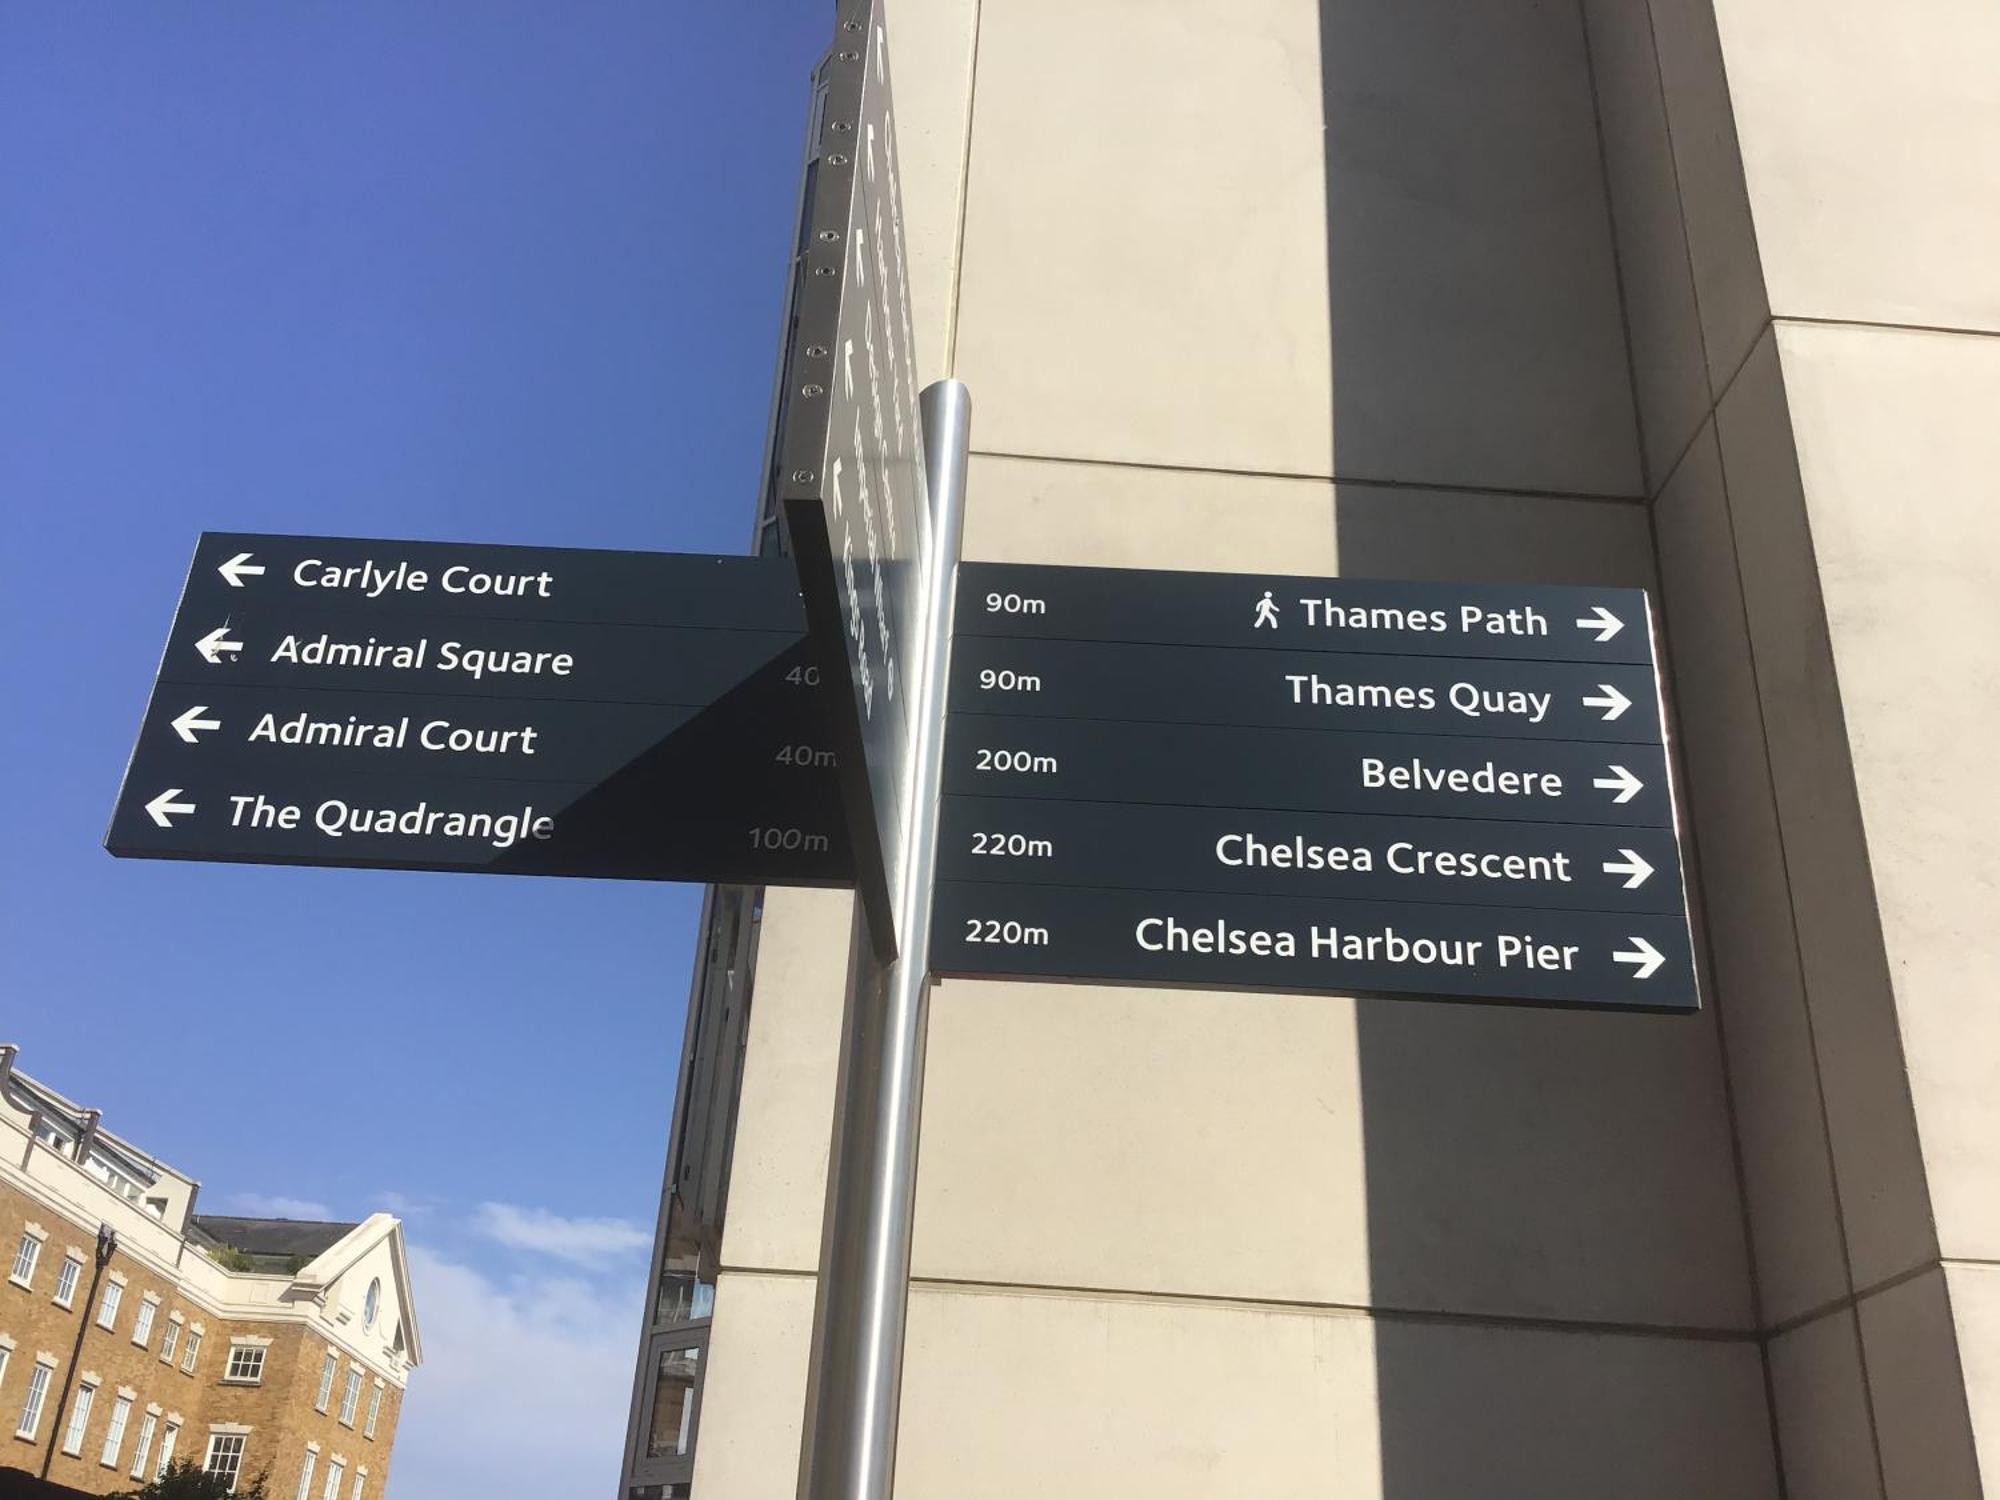 Carlyle Court
Admiral Square 40
Admiral Court 40m
The Quadrangle 100m
90m Thames Path
90m Thames Quay
200m Belvedere
220m Chelsea Crescent
220m Chelsea Harbour Pier